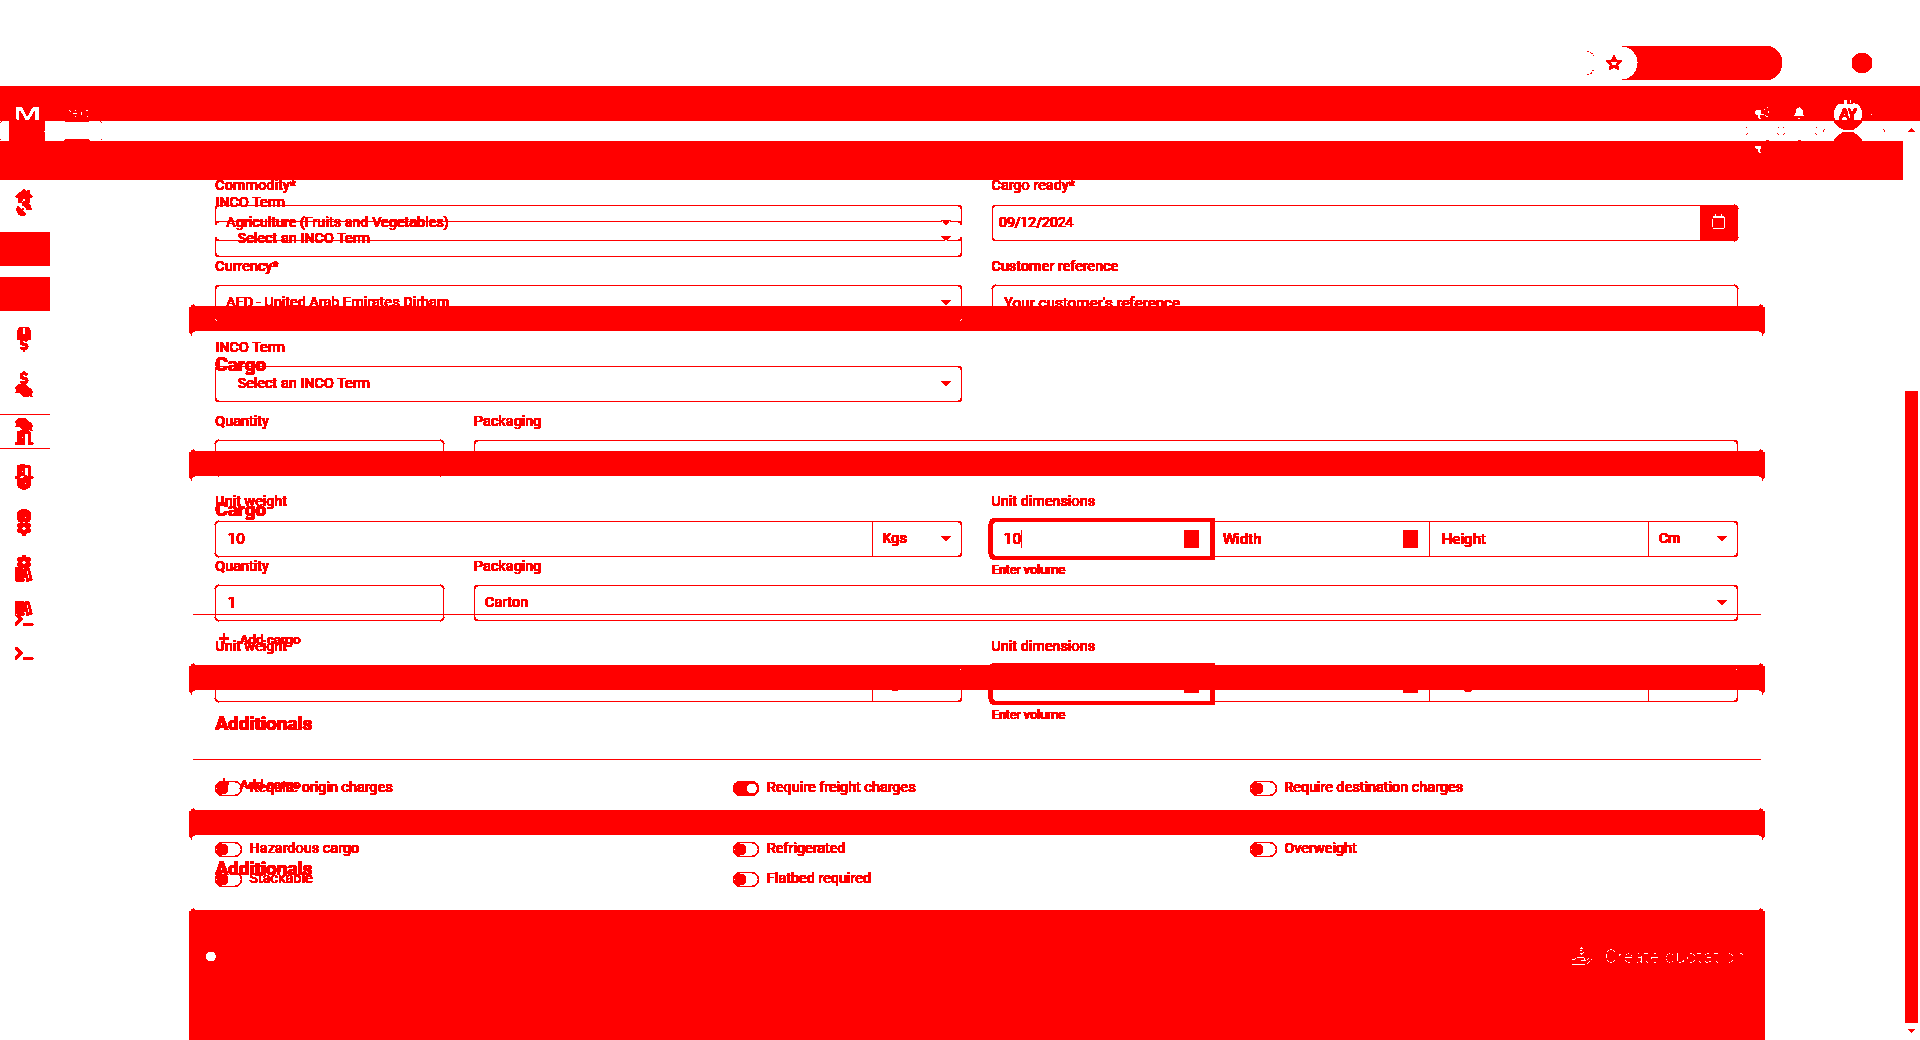 M
AY
Commodity*
Cargo ready*
INCO Term
Agriculture (Fruits and Vegetables)
09/12/2024
Select an INCO Term
Currency*
Customer reference
AED - United Arab Emirates Dirham
Your customer's reference
INCO Term
Cargo
Select an INCO Term
Quantity
Packaging
Unit weight
Unit dimensions
Cargo
10
Kgs
10
Width
Height
Cm
Quantity
Packaging
Enter volume
1
Carton
+ Add cargo
Unit weight
Unit dimensions
Additionals
Enter volume
+ Add cargo
Require origin charges
Require freight charges
Require destination charges
Hazardous cargo
Refrigerated
Overweight
Additionals
Stackable
Flatbed required
Create quotation